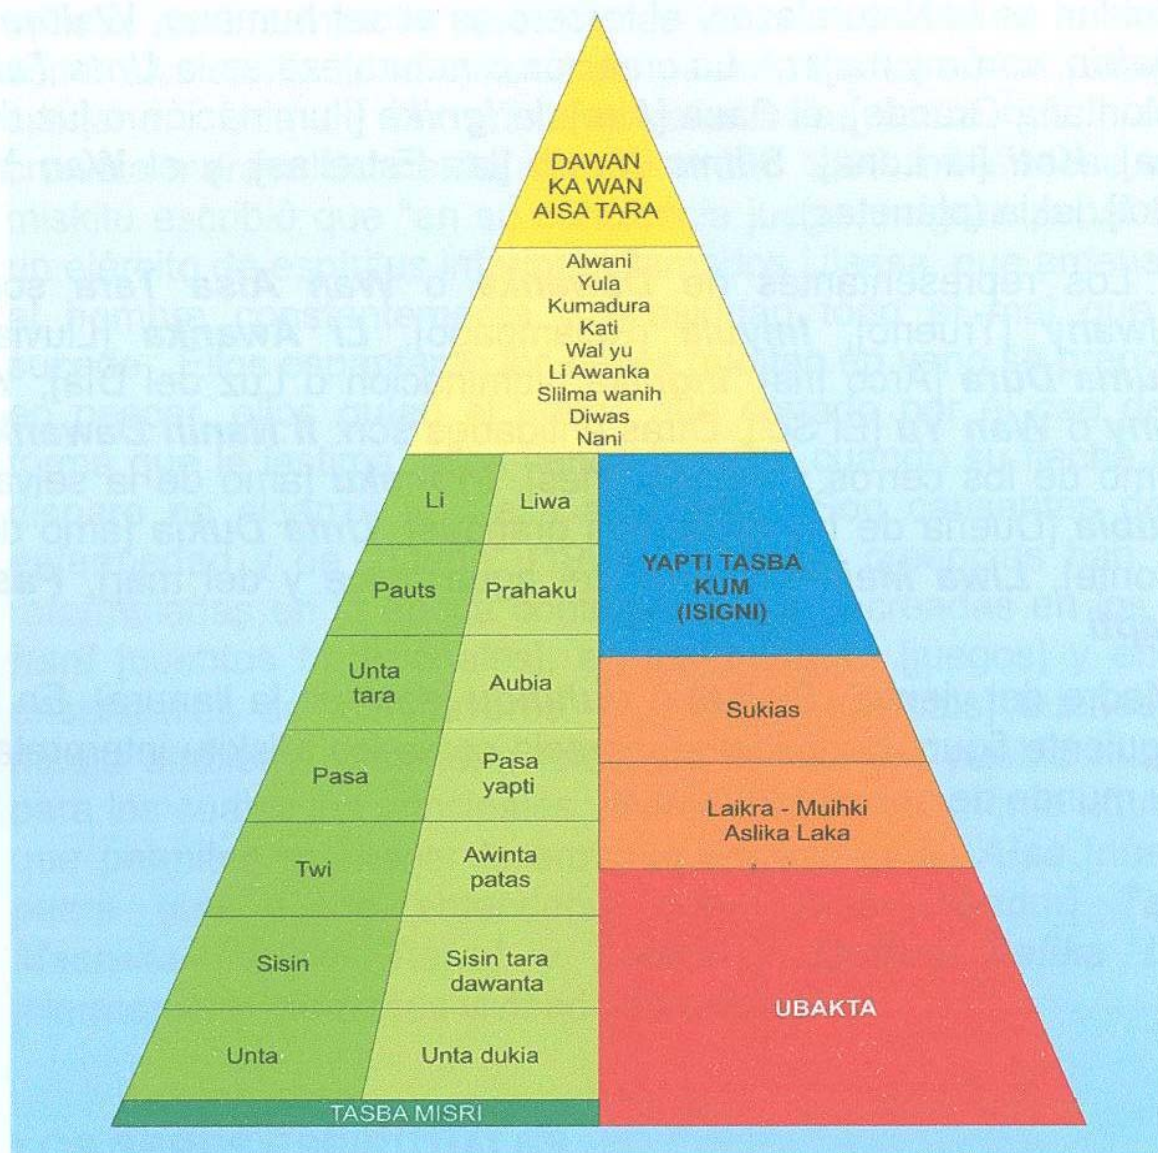 DAWAN
KA WAN
AISA TARA
Alwani
Yula
Kumadura
Kati
Wal yu
Li Awanka
Slilma wanih
Diwas
Nani
Li
Liwa
Pauts
Prahaku
Unta
tara
Aubia
Pasa
Pasa
yapti
Twi
Awinta
patas
Sisin
Sisin tara
dawanta
Unta
Unta dukia
TASBA MISRI
YAPTI TASBA
KUM
(ISIGNI)
Sukias
Laikra - Muihki
Aslika Laka
UBAKTA